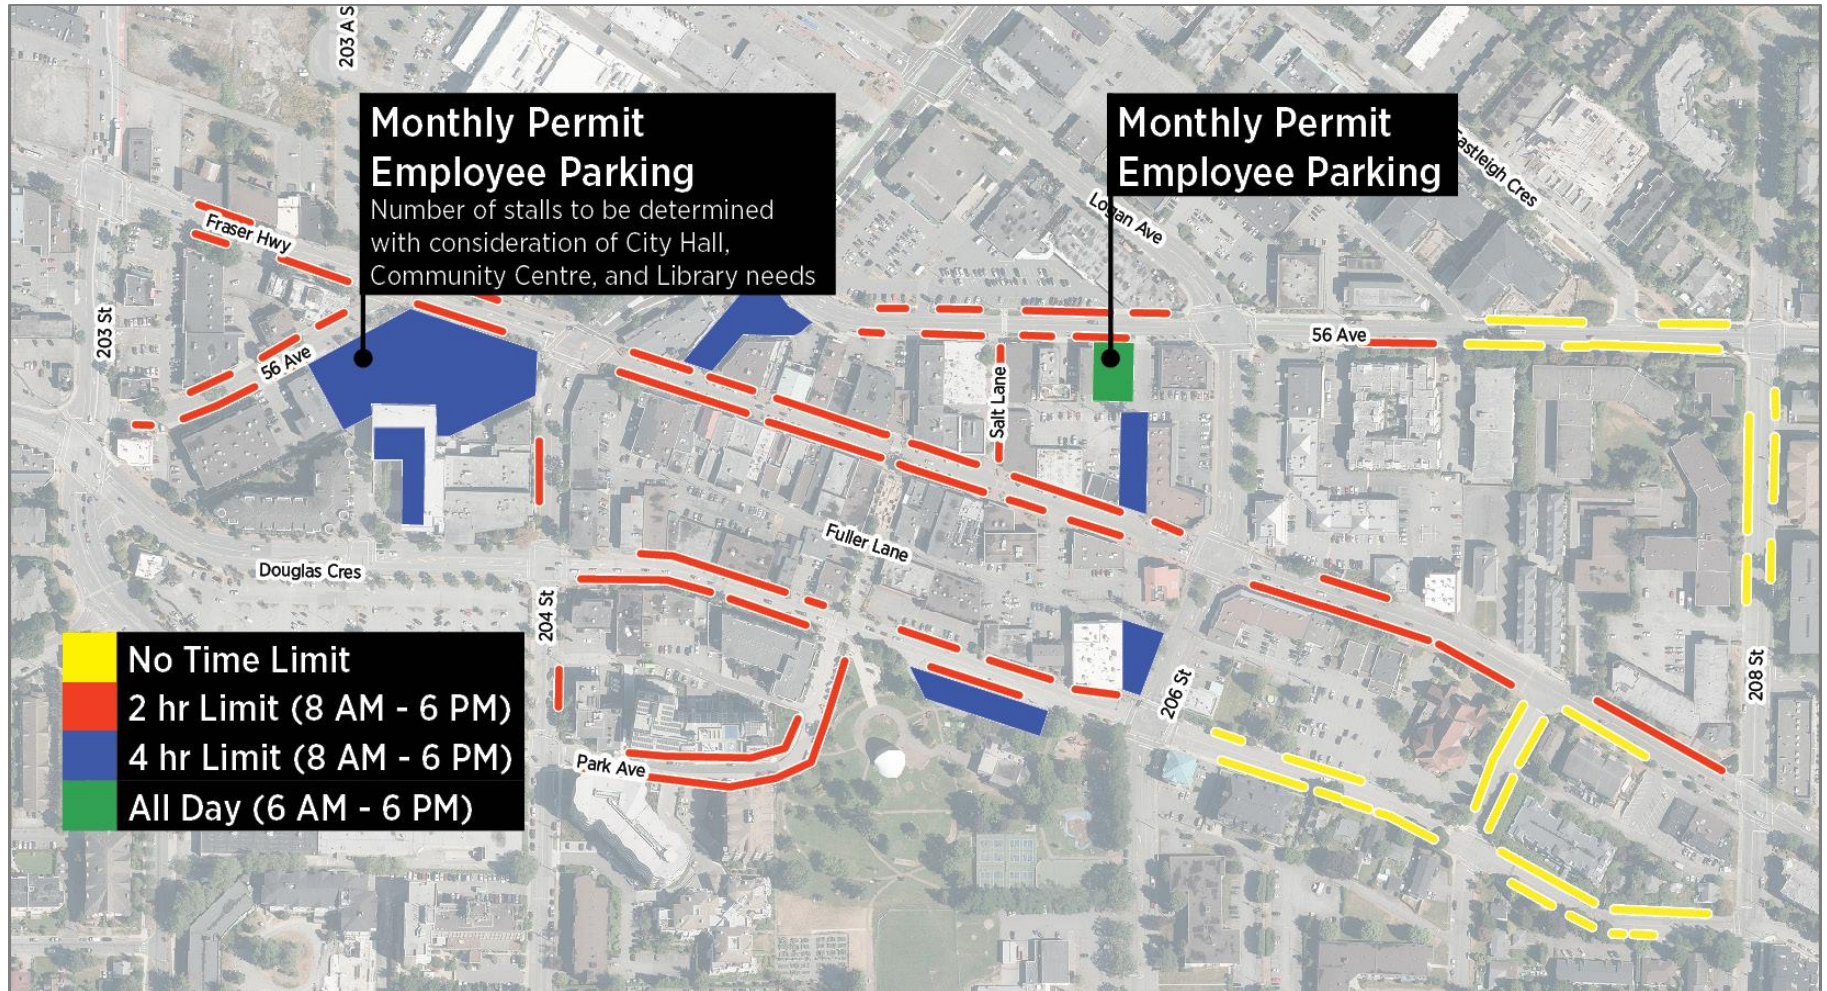 203 A S
Monthly Permit
Employee Parking
Number of stalls to be determined
with consideration of City Hall,
Community Centre, and Library needs
Monthly Permit
Employee Parking
Eastleigh Cres
Logan Ave
Fraser Hwy
203 St
56 Ave
56 Ave
Salt Lane
Fuller Lane
Douglas Cres
204 St
206 St
208 St
Park Ave
No Time Limit
2 hr Limit (8 AM - 6 PM)
4 hr Limit (8 AM - 6 PM)
All Day (6 AM - 6 PM)